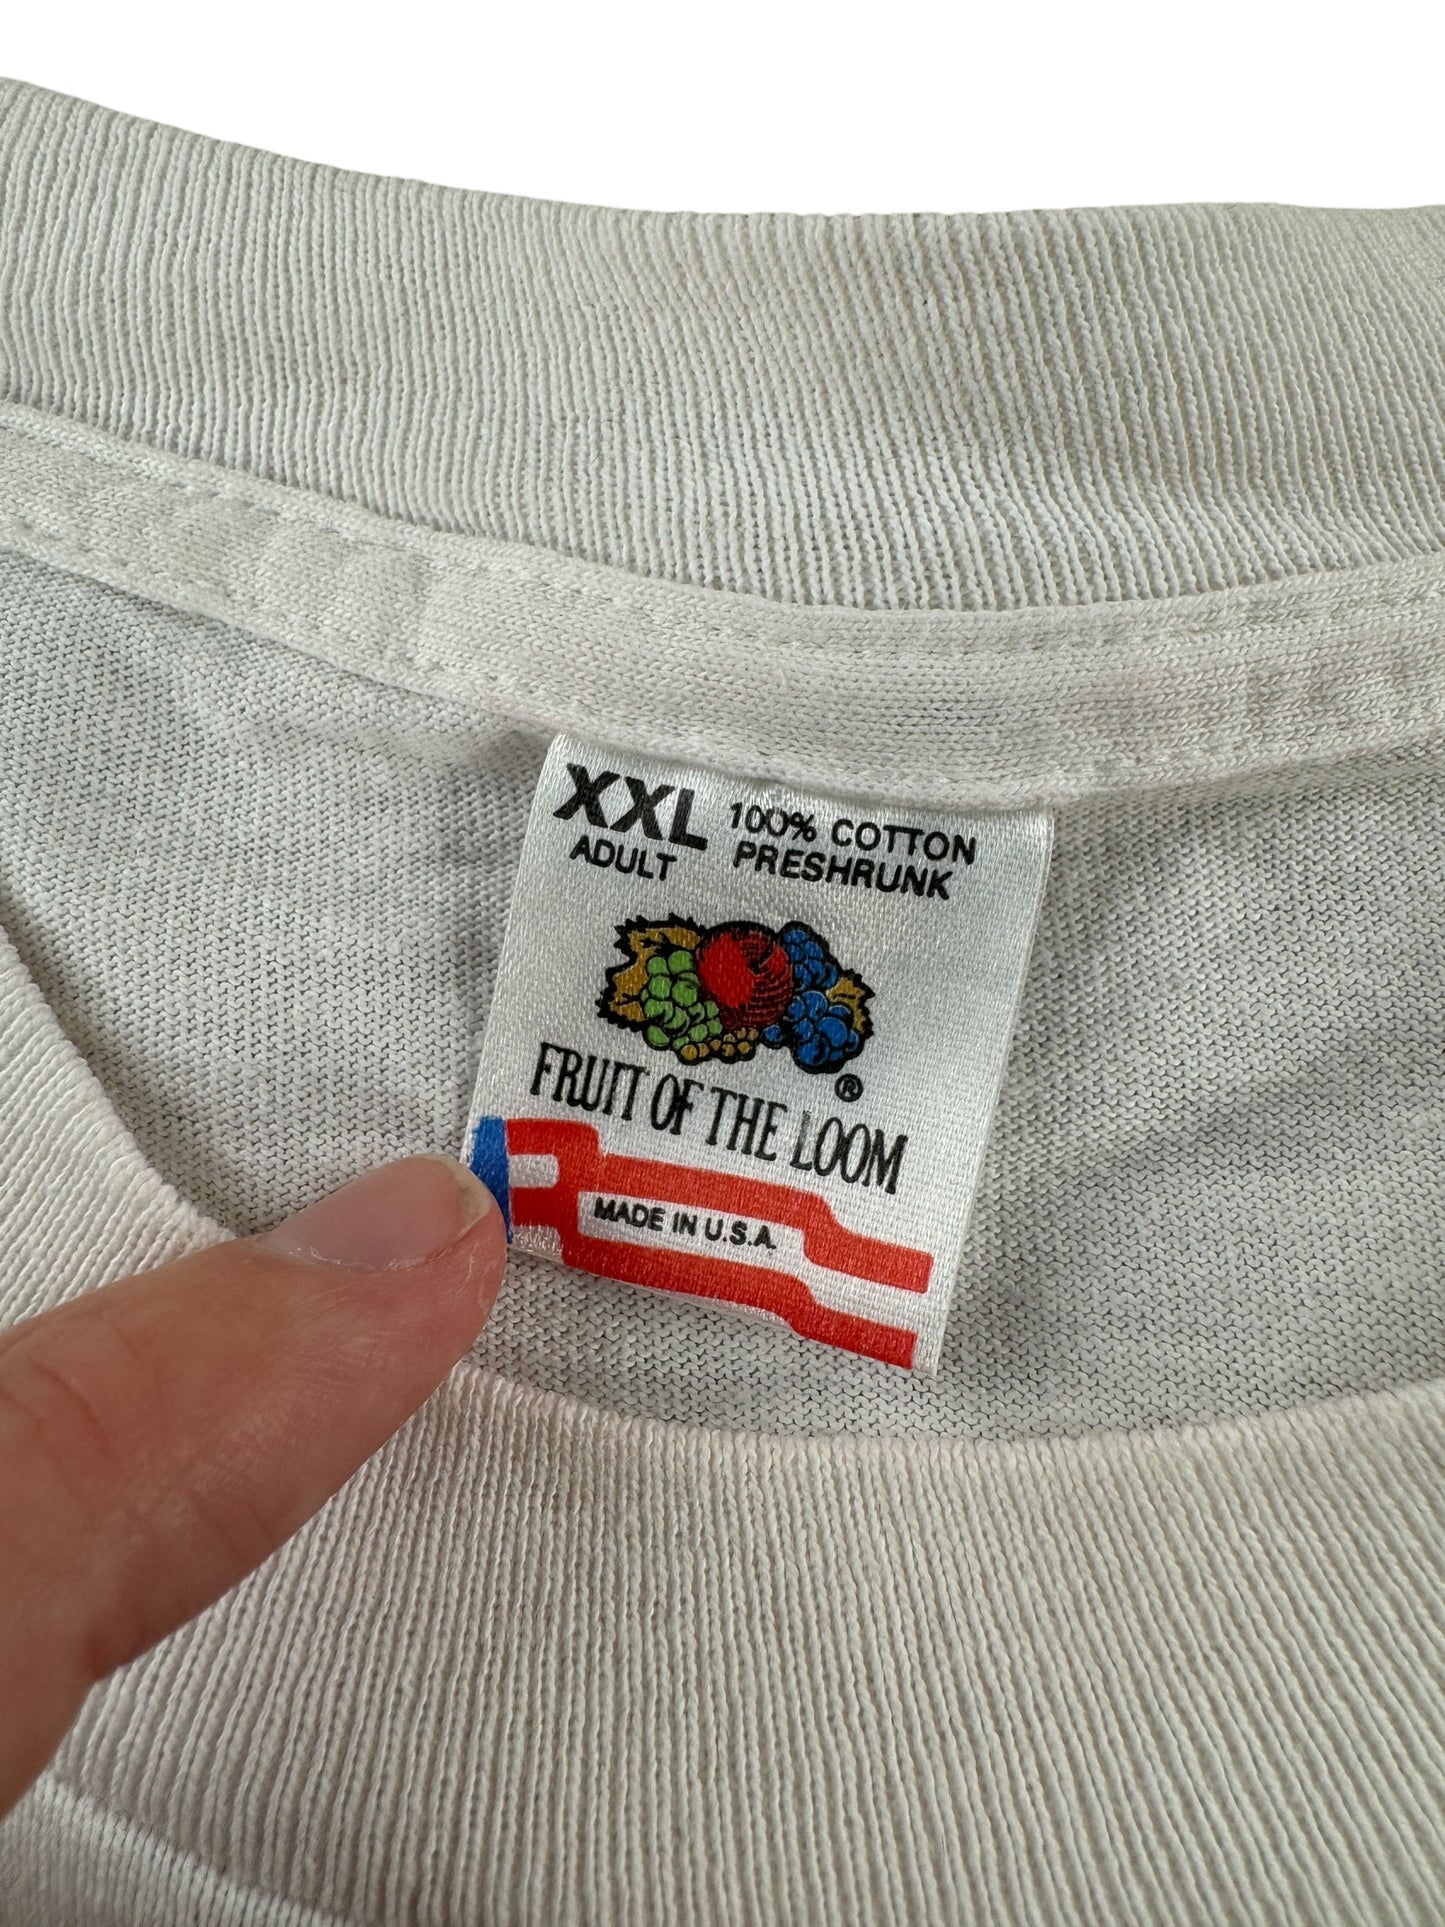 XXL 100% COTTON
ADULT PRESHRUNK
FRUIT OF THE LOOM ®
MADE IN U.S.A.